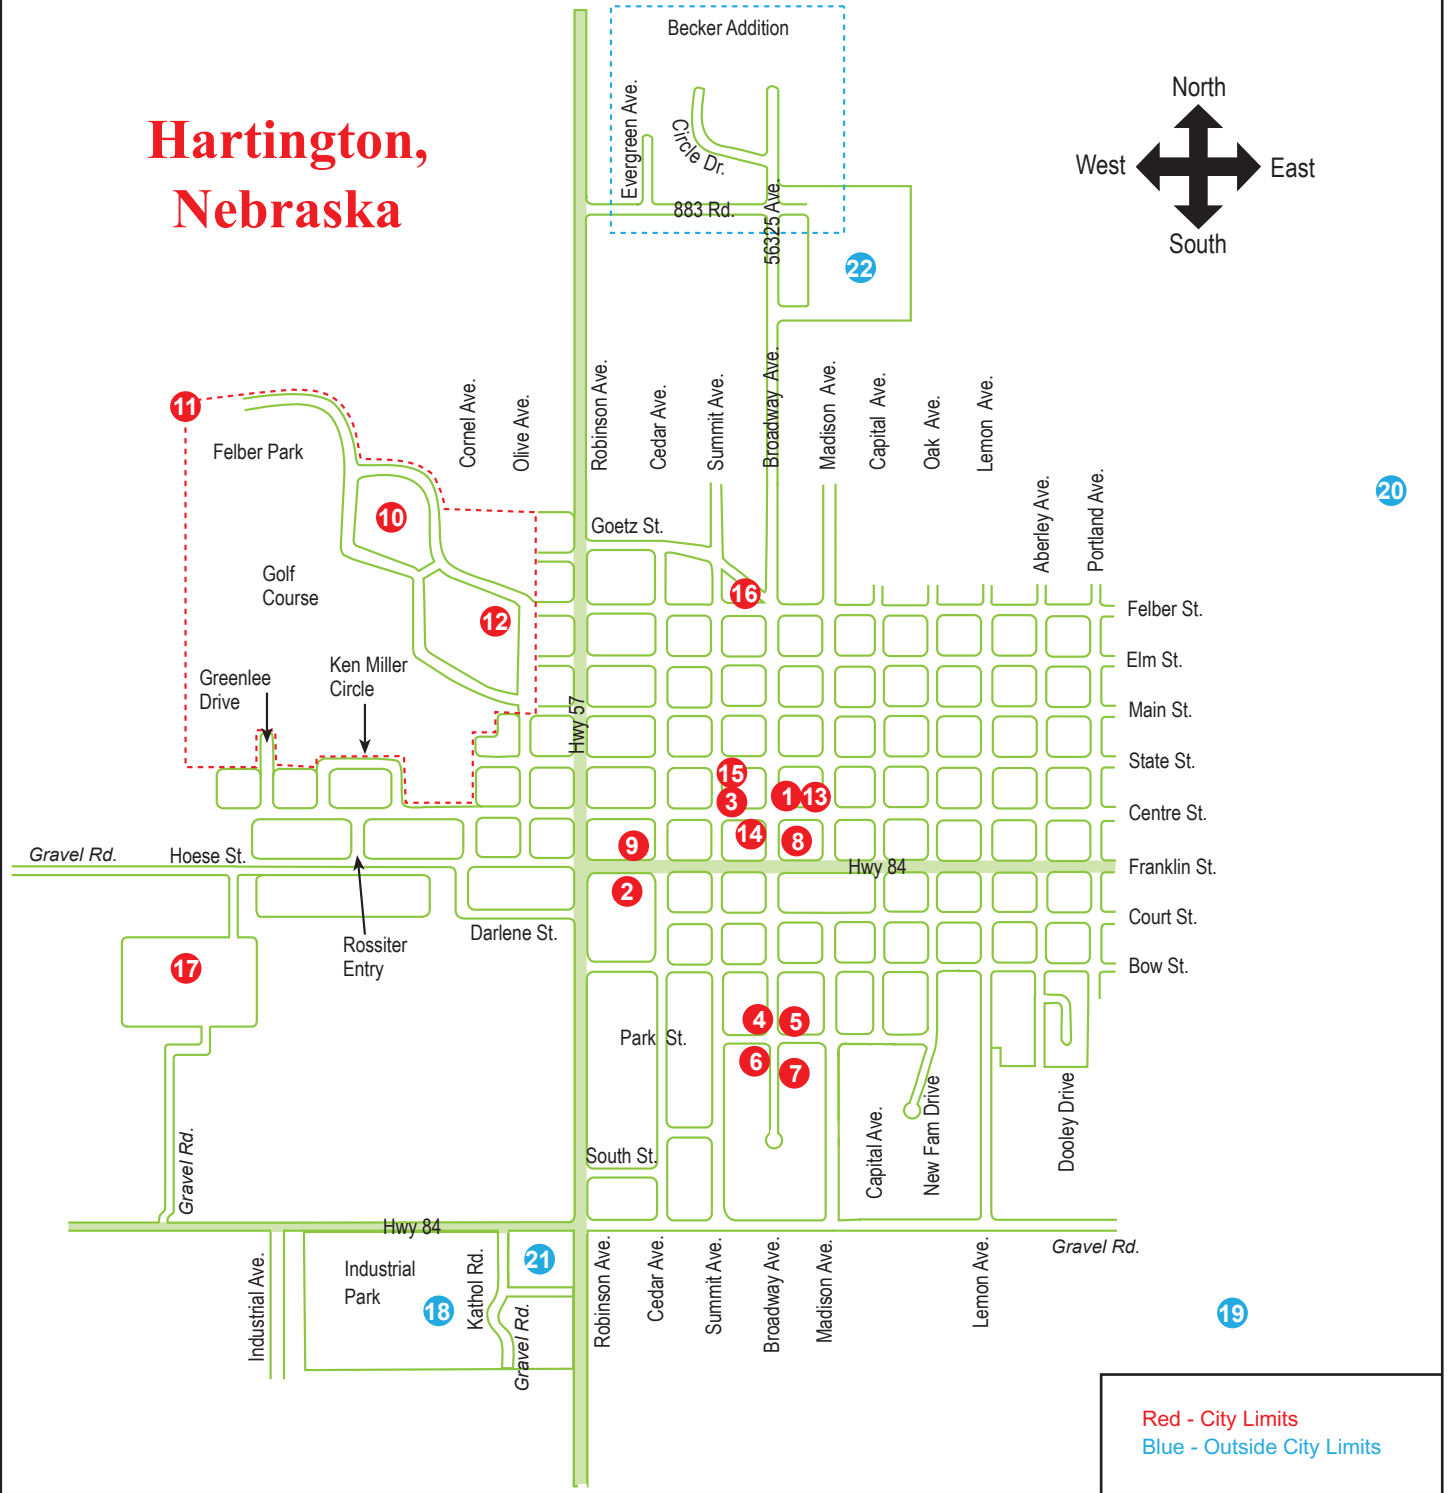 Becker Addition
Hartington,
Nebraska
North
West
East
South
Evergreen Ave.
Circle Dr.
883 Rd.
56325 Ave.
22
11
Felber Park
Cornel Ave.
Olive Ave.
Robinson Ave.
Cedar Ave.
Summit Ave.
Broadway Ave.
Madison Ave.
Capital Ave.
Oak Ave.
Lemon Ave.
Aberley Ave.
Portland Ave.
20
10
Goetz St.
Golf
Course
16
12
Felber St.
Elm St.
Main St.
State St.
Centre St.
Franklin St.
Court St.
Bow St.
Greenlee
Drive
Ken Miller
Circle
Hwy 57
15
3
1
13
14
8
9
2
Hwy 84
Gravel Rd.
Hoese St.
Darlene St.
Rossiter
Entry
17
4
5
6
7
Park St.
South St.
Capital Ave.
New Fam Drive
Dooley Drive
Gravel Rd.
Hwy 84
Gravel Rd.
Industrial Ave.
Industrial
Park
18
Kathol Rd.
21
Gravel Rd.
Robinson Ave.
Cedar Ave.
Summit Ave.
Broadway Ave.
Madison Ave.
Lemon Ave.
19
Red - City Limits
Blue - Outside City Limits